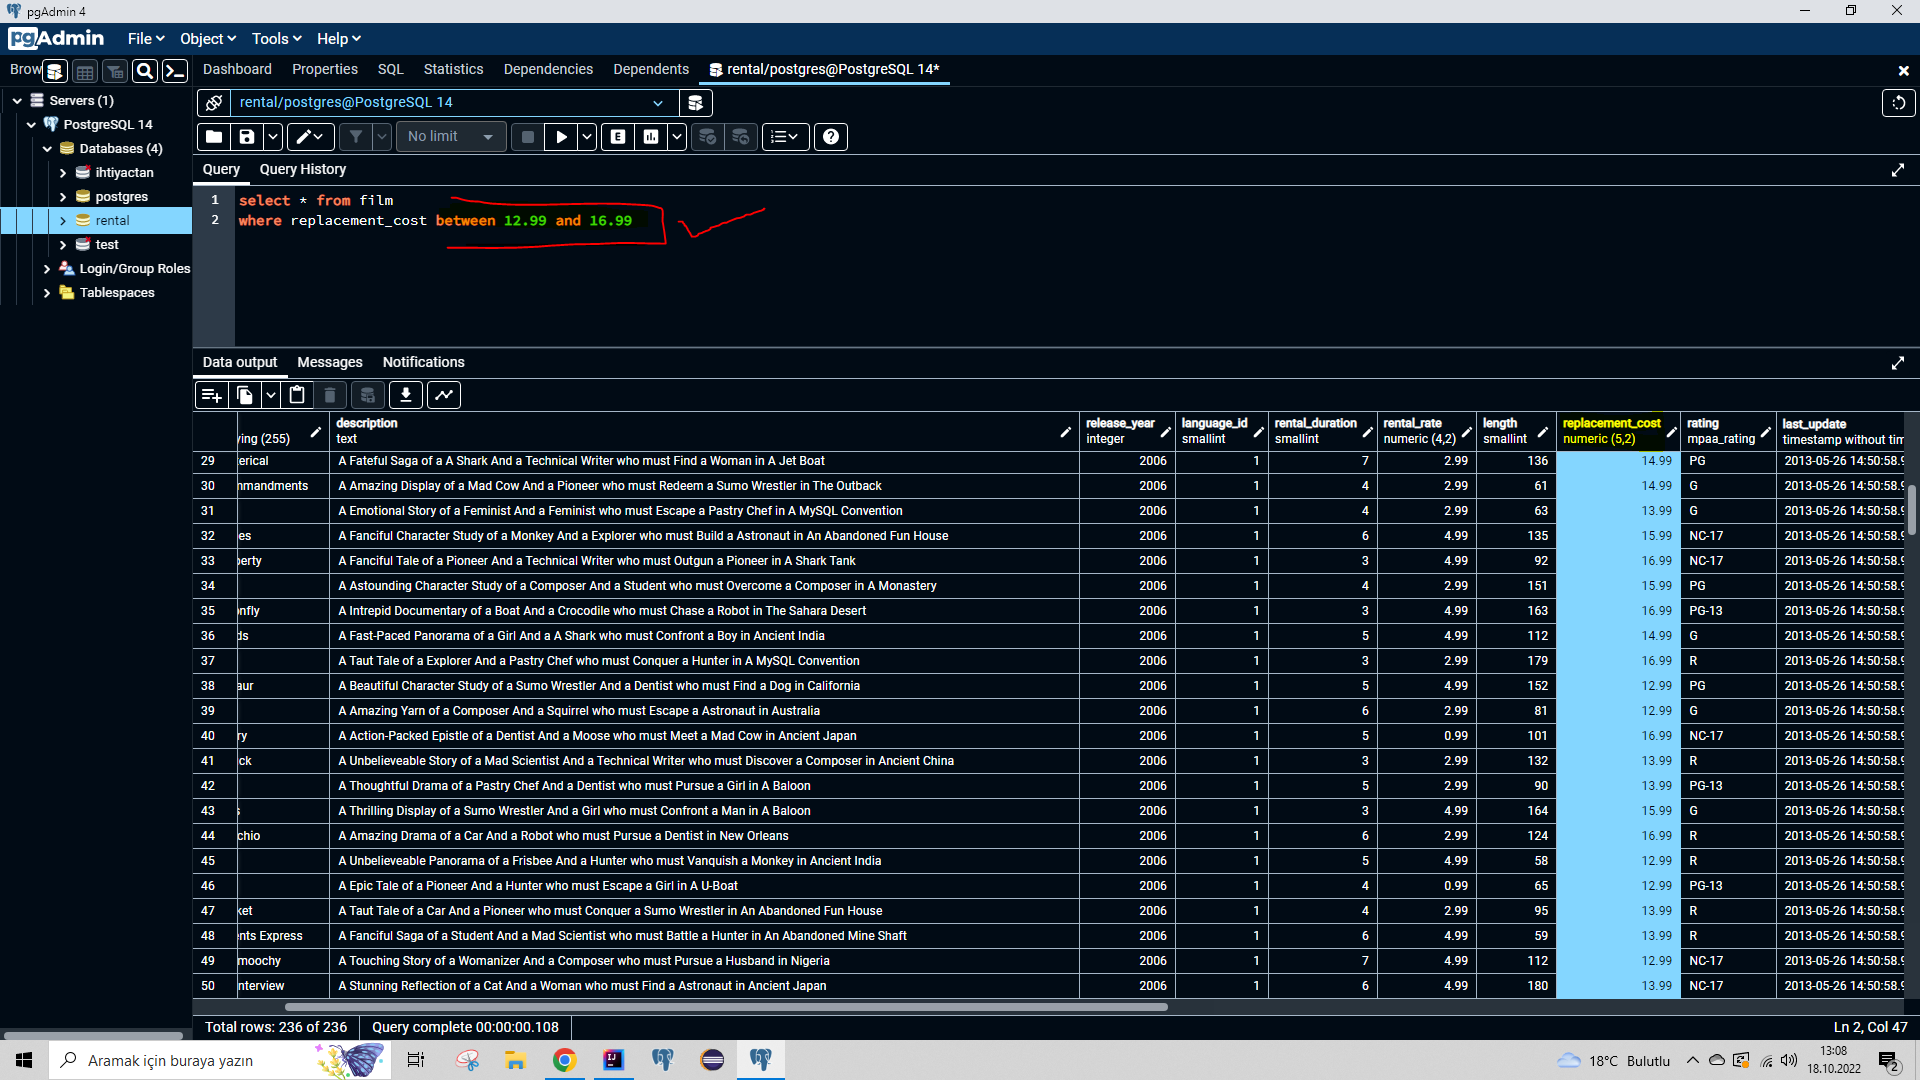 pgAdmin 4
pgAdmin File Object Tools Help
Brow Dashboard Properties SQL Statistics Dependencies Dependents rental/postgres@PostgreSQL 14*
Servers (1)
PostgreSQL 14
Databases (4)
ihtiyactan
postgres
rental
test
Login/Group Roles
Tablespaces
rental/postgres@PostgreSQL 14
No limit E
Query Query History
1 select * from film
2 where replacement_cost between 12.99 and 16.99
Data output Messages Notifications
ying (255) description text release_year integer language_id smallint rental_duration smallint rental_rate numeric (4,2) length smallint replacement_cost numeric (5,2) rating mpaa_rating last_update timestamp without tim
29 erical A Fateful Saga of a A Shark And a Technical Writer who must Find a Woman in A Jet Boat 2006 1 7 2.99 136 14.99 PG 2013-05-26 14:50:58.9
30 mmandments A Amazing Display of a Mad Cow And a Pioneer who must Redeem a Sumo Wrestler in The Outback 2006 1 4 2.99 61 14.99 G 2013-05-26 14:50:58.9
31 A Emotional Story of a Feminist And a Feminist who must Escape a Pastry Chef in A MySQL Convention 2006 1 4 2.99 63 13.99 G 2013-05-26 14:50:58.9
32 es A Fanciful Character Study of a Monkey And a Explorer who must Build a Astronaut in An Abandoned Fun House 2006 1 6 4.99 135 15.99 NC-17 2013-05-26 14:50:58.9
33 erty A Fanciful Tale of a Pioneer And a Technical Writer who must Outgun a Pioneer in A Shark Tank 2006 1 3 4.99 92 16.99 NC-17 2013-05-26 14:50:58.9
34 A Astounding Character Study of a Composer And a Student who must Overcome a Composer in A Monastery 2006 1 4 2.99 151 15.99 PG 2013-05-26 14:50:58.9
35 nfly A Intrepid Documentary of a Boat And a Crocodile who must Chase a Robot in The Sahara Desert 2006 1 3 4.99 163 16.99 PG-13 2013-05-26 14:50:58.9
36 ds A Fast-Paced Panorama of a Girl And a A Shark who must Confront a Boy in Ancient India 2006 1 5 4.99 112 14.99 G 2013-05-26 14:50:58.9
37 A Taut Tale of a Explorer And a Pastry Chef who must Conquer a Hunter in A MySQL Convention 2006 1 3 2.99 179 16.99 R 2013-05-26 14:50:58.9
38 aur A Beautiful Character Study of a Sumo Wrestler And a Dentist who must Find a Dog in California 2006 1 5 4.99 152 12.99 PG 2013-05-26 14:50:58.9
39 A Amazing Yarn of a Composer And a Squirrel who must Escape a Astronaut in Australia 2006 1 6 2.99 81 12.99 G 2013-05-26 14:50:58.9
40 ry A Action-Packed Epistle of a Dentist And a Moose who must Meet a Mad Cow in Ancient Japan 2006 1 5 0.99 101 16.99 NC-17 2013-05-26 14:50:58.9
41 ck A Unbelieveable Story of a Mad Scientist And a Technical Writer who must Discover a Composer in Ancient China 2006 1 3 2.99 132 13.99 R 2013-05-26 14:50:58.9
42 A Thoughtful Drama of a Pastry Chef And a Dentist who must Pursue a Girl in A Baloon 2006 1 5 2.99 90 13.99 PG-13 2013-05-26 14:50:58.9
43 s A Thrilling Display of a Sumo Wrestler And a Girl who must Confront a Man in A Baloon 2006 1 3 4.99 164 15.99 G 2013-05-26 14:50:58.9
44 chio A Amazing Drama of a Car And a Robot who must Pursue a Dentist in New Orleans 2006 1 6 2.99 124 16.99 R 2013-05-26 14:50:58.9
45 A Unbelieveable Panorama of a Frisbee And a Hunter who must Vanquish a Monkey in Ancient India 2006 1 5 4.99 58 12.99 R 2013-05-26 14:50:58.9
46 A Epic Tale of a Pioneer And a Hunter who must Escape a Girl in A U-Boat 2006 1 4 0.99 65 12.99 PG-13 2013-05-26 14:50:58.9
47 ket A Taut Tale of a Car And a Pioneer who must Conquer a Sumo Wrestler in An Abandoned Fun House 2006 1 4 2.99 95 13.99 R 2013-05-26 14:50:58.9
48 nts Express A Fanciful Saga of a Student And a Mad Scientist who must Battle a Hunter in An Abandoned Mine Shaft 2006 1 6 4.99 59 13.99 R 2013-05-26 14:50:58.9
49 moochy A Touching Story of a Womanizer And a Composer who must Pursue a Husband in Nigeria 2006 1 7 4.99 112 12.99 NC-17 2013-05-26 14:50:58.9
50 nterview A Stunning Reflection of a Cat And a Woman who must Find a Astronaut in Ancient Japan 2006 1 6 4.99 180 13.99 NC-17 2013-05-26 14:50:58.9
Total rows: 236 of 236 Query complete 00:00:00.108 Ln 2, Col 47
Aramak için buraya yazın 18°C Bulutlu 13:08
18.10.2022 2